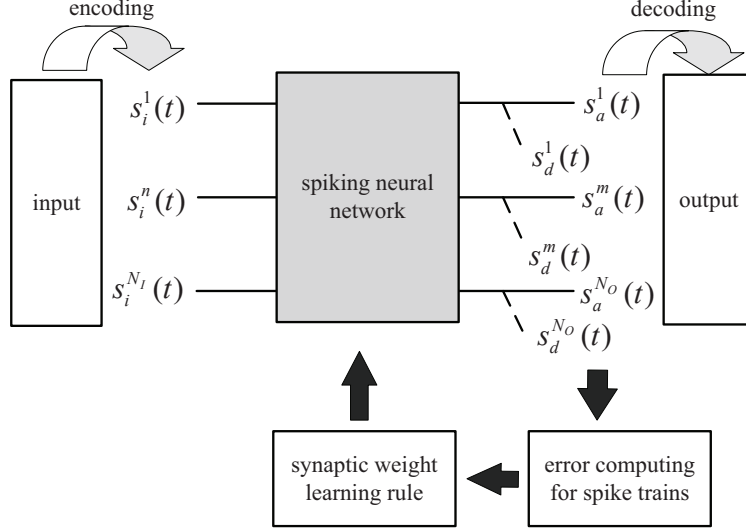 encoding
decoding
input
s_i^1(t)
s_i^n(t)
s_i^{N_I}(t)
spiking neural
network
s_a^1(t)
s_d^1(t)
s_a^m(t)
s_d^m(t)
s_a^{N_O}(t)
s_d^{N_O}(t)
output
synaptic weight
learning rule
error computing
for spike trains